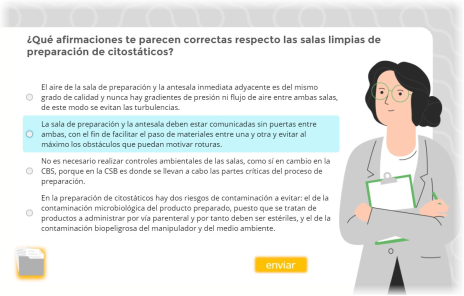 ¿Qué afirmaciones te parecen correctas respecto las salas limpias de
preparación de citostáticos?
El aire de la sala de preparación y la antesala inmediata adyacente es del mismo
grado de calidad y nunca hay gradientes de presión ni flujo de aire entre ambas salas,
de este modo se evitan las turbulencias.
La sala de preparación y la antesala deben estar comunicadas sin puertas entre
ambas, con el fin de facilitar el paso de materiales entre una y otra y evitar al
máximo los obstáculos que puedan motivar roturas.
No es necesario realizar controles ambientales de las salas, como sí en cambio en la
CBS, porque en la CSB es donde se llevan a cabo las partes críticas del proceso de
preparación.
En la preparación de citostáticos hay dos riesgos de contaminación a evitar: el de la
contaminación microbiológica del producto preparado, puesto que se tratan de
productos a administrar por vía parenteral y por tanto deben ser estériles, y el de la
contaminación biopeligrosa del manipulador y del medio ambiente.
enviar